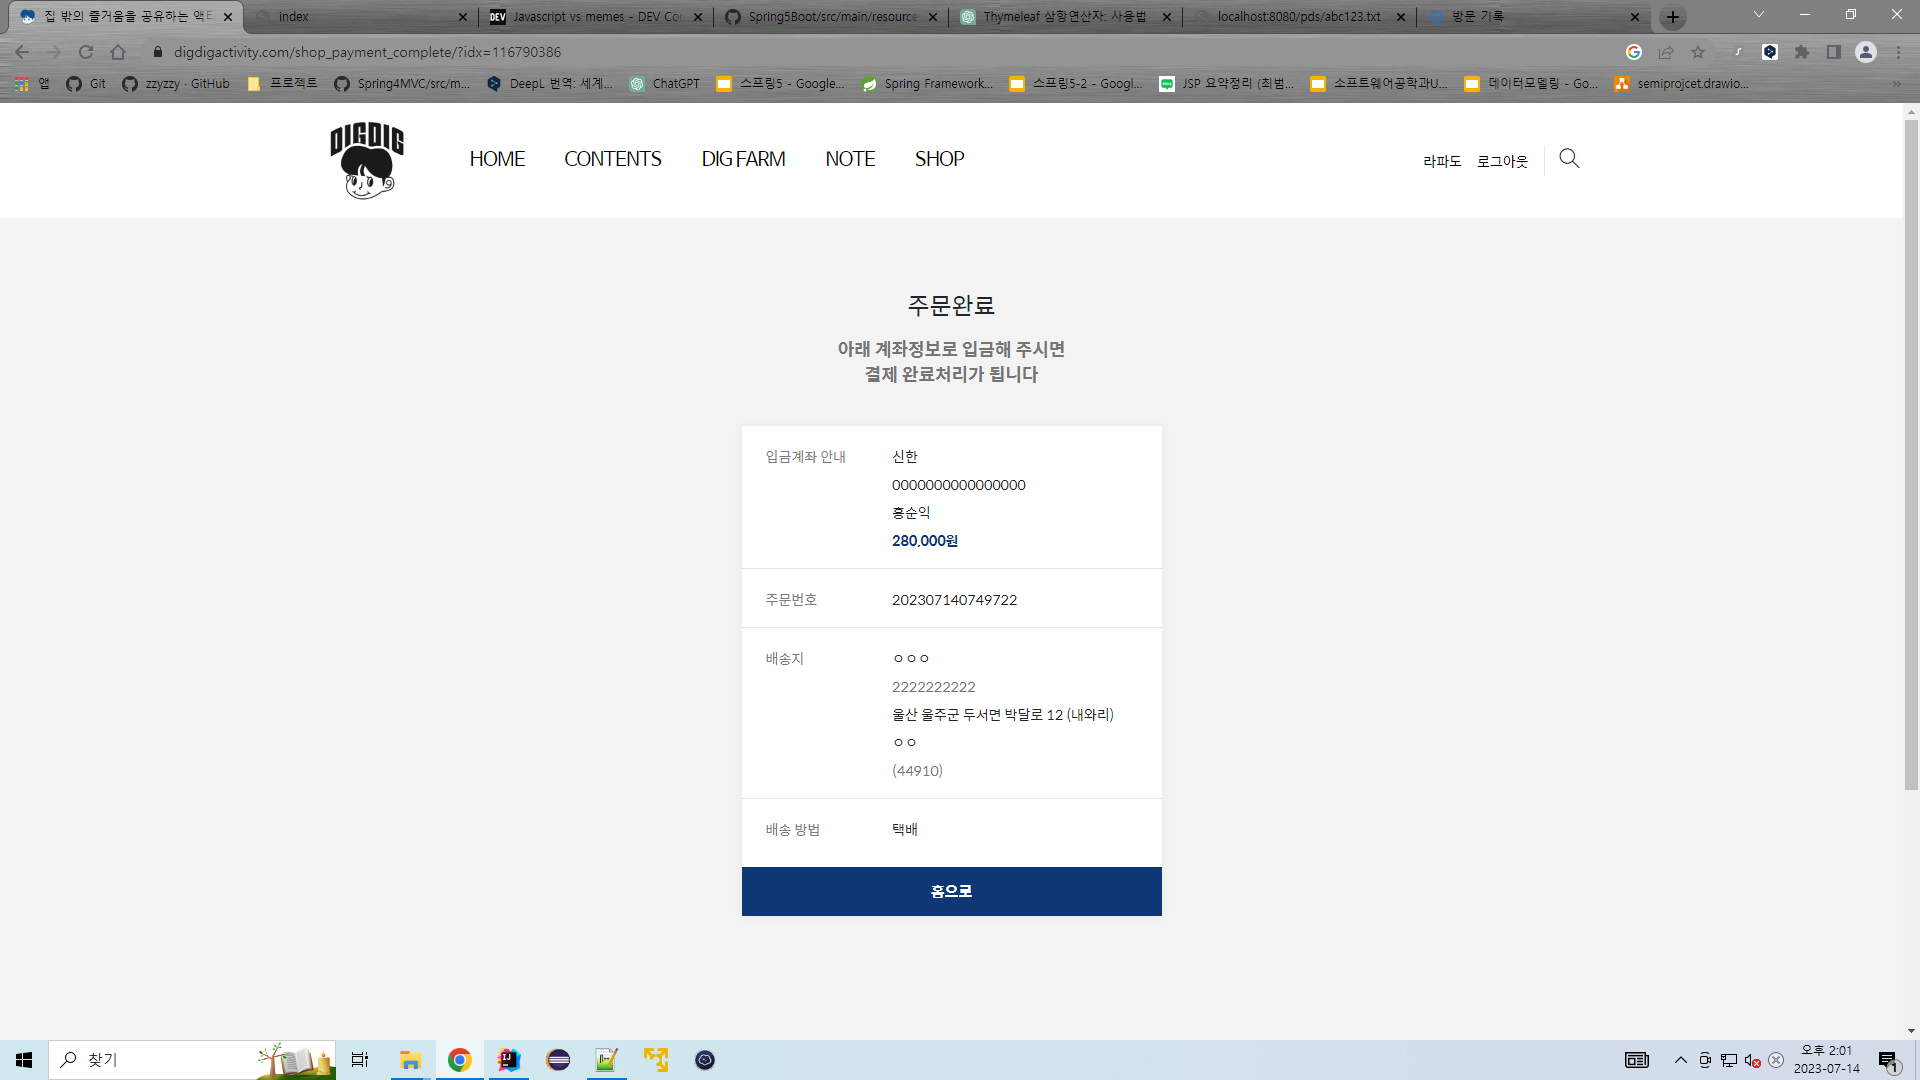 집 밖의 즐거움을 공유하는 액티
index
Javascript vs memes - DEV Co
Spring5Boot/src/main/resource
Thymeleaf 삼항연산자: 사용법
localhost:8080/pds/abc123.txt
방문 기록
digdigactivity.com/shop_payment_complete/?idx=116790386
앱
Git
zzyzzy · GitHub
프로젝트
Spring4MVC/src/m...
DeepL 번역: 세계...
ChatGPT
스프링5 - Google...
Spring Framework...
스프링5-2 - Googl...
JSP 요약정리 (최범...
소프트웨어공학과U...
데이터모델링 - Go...
semiprojcet.drawio...
DIGDIG
HOME
CONTENTS
DIG FARM
NOTE
SHOP
라파도
로그아웃
주문완료
아래 계좌정보로 입금해 주시면
결제 완료처리가 됩니다
입금계좌 안내
신한
0000000000000000
홍순익
280,000원
주문번호
202307140749722
배송지
ㅇㅇㅇ
2222222222
울산 울주군 두서면 박달로 12 (내와리)
ㅇㅇ
(44910)
배송 방법
택배
홈으로
찾기
오후 2:01
2023-07-14
1